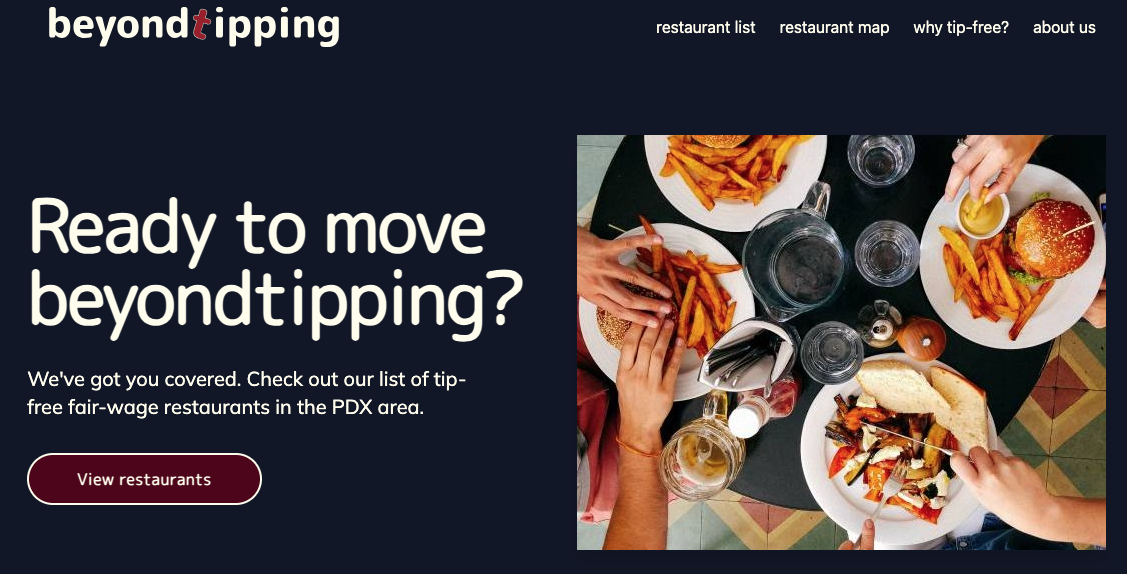 beyondtipping
restaurant list
restaurant map
why tip-free?
about us
Ready to move
beyondtipping?
We've got you covered. Check out our list of tip-
free fair-wage restaurants in the PDX area.
View restaurants